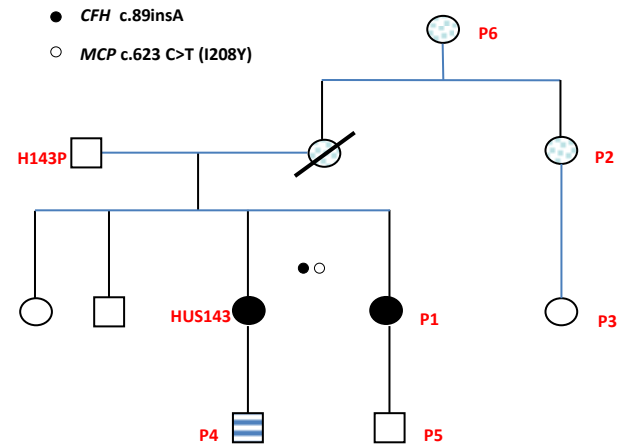 ● CFH c.89insA
○ MCP c.623 C>T (I208Y)
P6
H143P
P2
HUS143
P1
P3
P4
P5